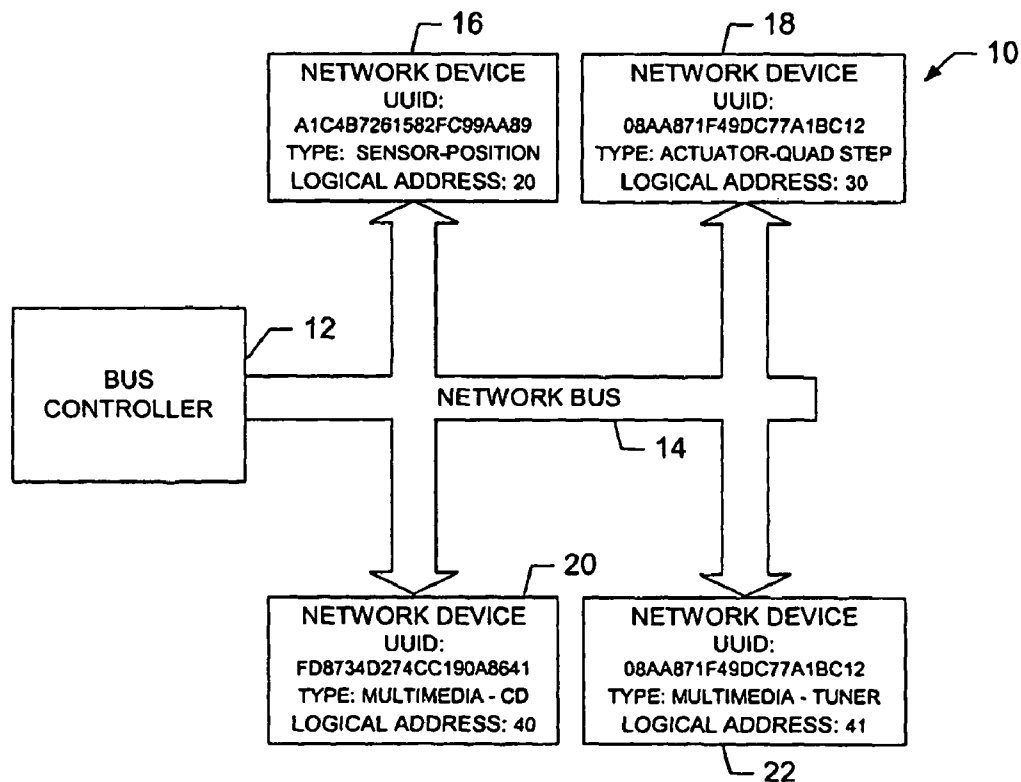 16
18
10
NETWORK DEVICE
UUID:
A1C4B7261582FC99AA89
TYPE: SENSOR-POSITION
LOGICAL ADDRESS: 20
NETWORK DEVICE
UUID:
08AA871F49DC77A1BC12
TYPE: ACTUATOR-QUAD STEP
LOGICAL ADDRESS: 30
12
BUS
CONTROLLER
NETWORK BUS
14
20
NETWORK DEVICE
UUID:
FD8734D274CC190A8641
TYPE: MULTIMEDIA - CD
LOGICAL ADDRESS: 40
NETWORK DEVICE
UUID:
08AA871F49DC77A1BC12
TYPE: MULTIMEDIA - TUNER
LOGICAL ADDRESS: 41
22